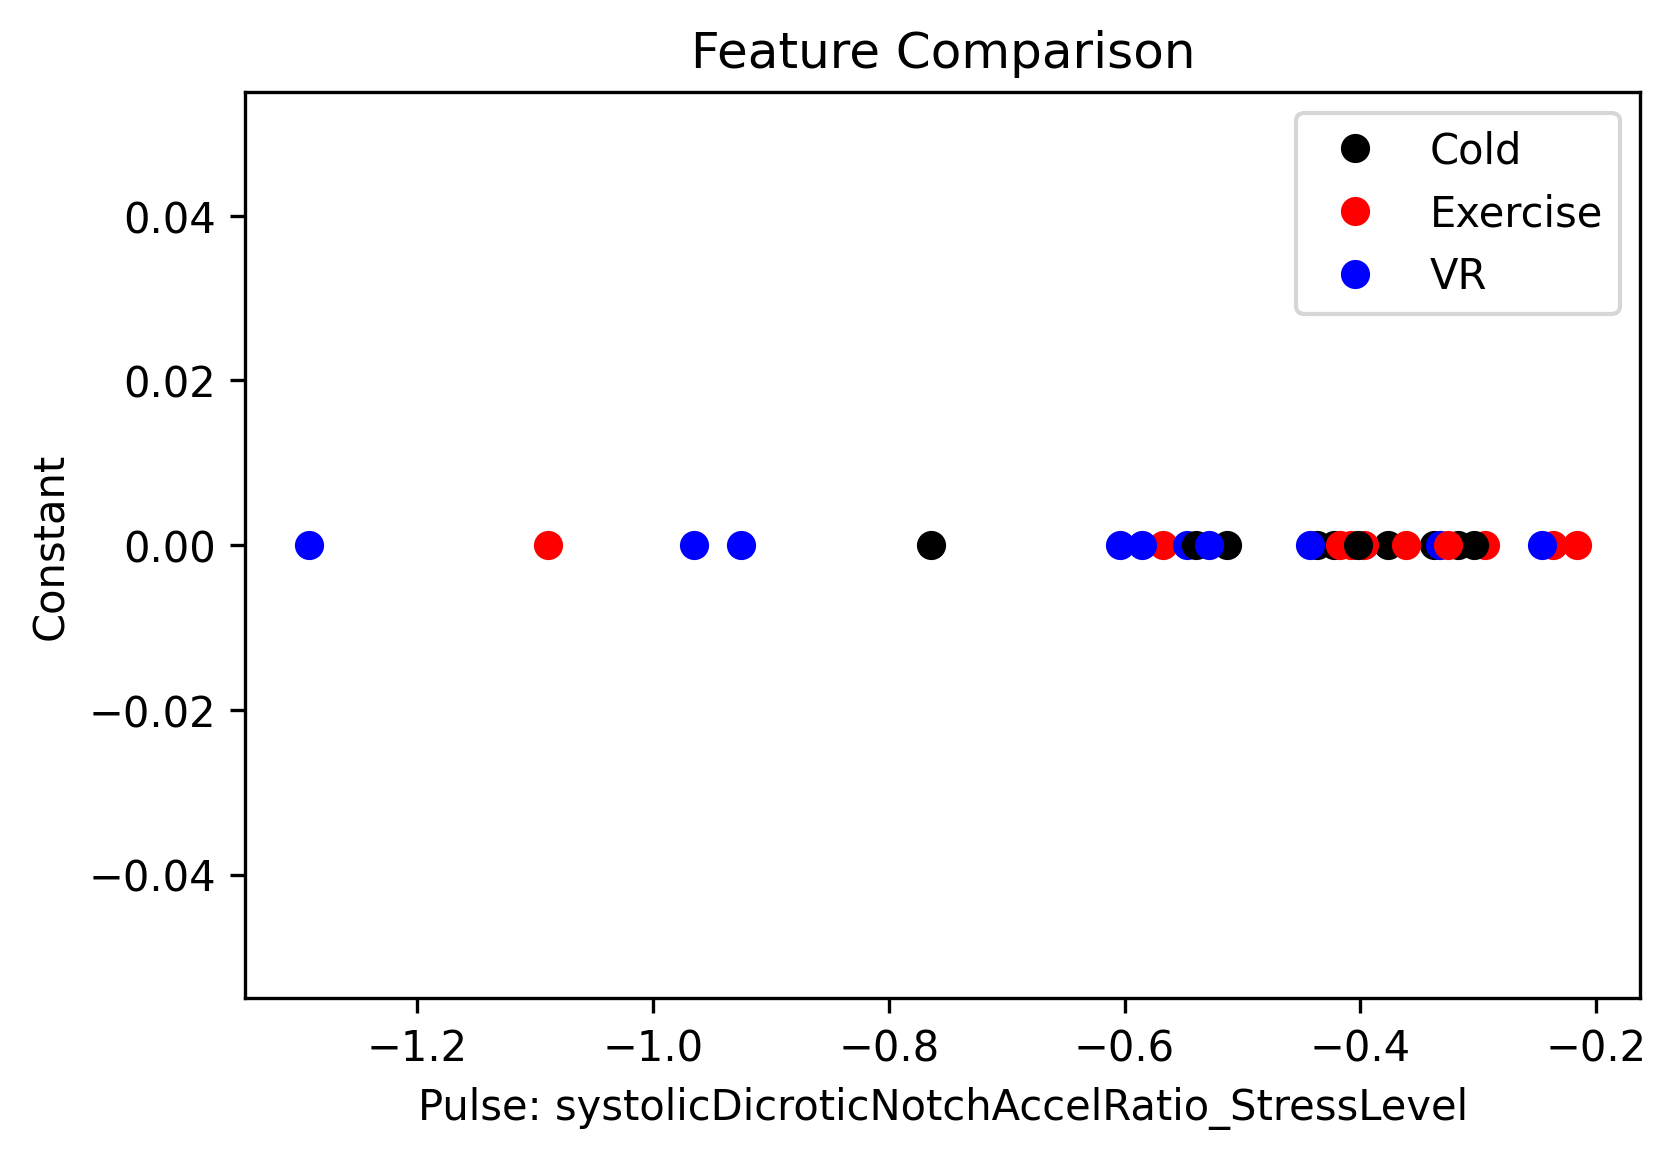 Feature Comparison
Cold
Exercise
VR
Constant
0.04
0.02
0.00
−0.02
−0.04
−1.2 −1.0 −0.8 −0.6 −0.4 −0.2
Pulse: systolicDicroticNotchAccelRatio_StressLevel